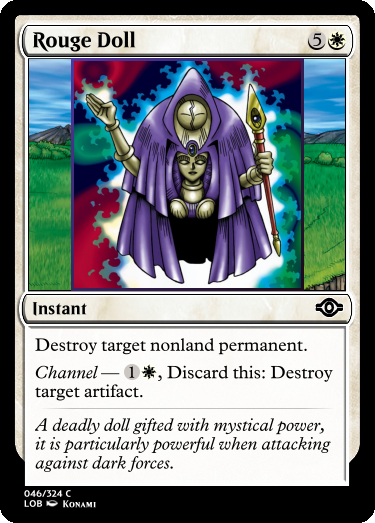 Rouge Doll 5
Instant
Destroy target nonland permanent.
Channel — 1, Discard this: Destroy
target artifact.
A deadly doll gifted with mystical power,
it is particularly powerful when attacking
against dark forces.
046/324 C
LOB Konami